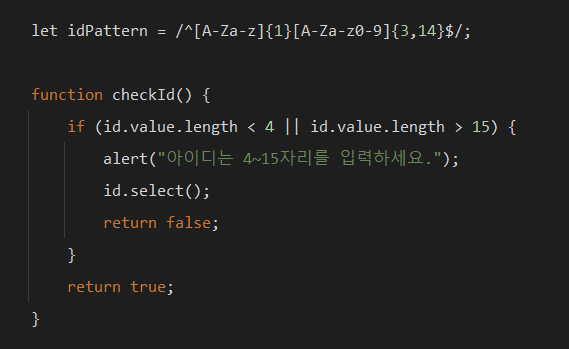 let idPattern = /^[A-Za-z]{1}[A-Za-z0-9]{3,14}$/;
function checkId() {
if (id.value.length < 4 || id.value.length > 15) {
alert("아이디는 4~15자리를 입력하세요.");
id.select();
return false;
}
return true;
}